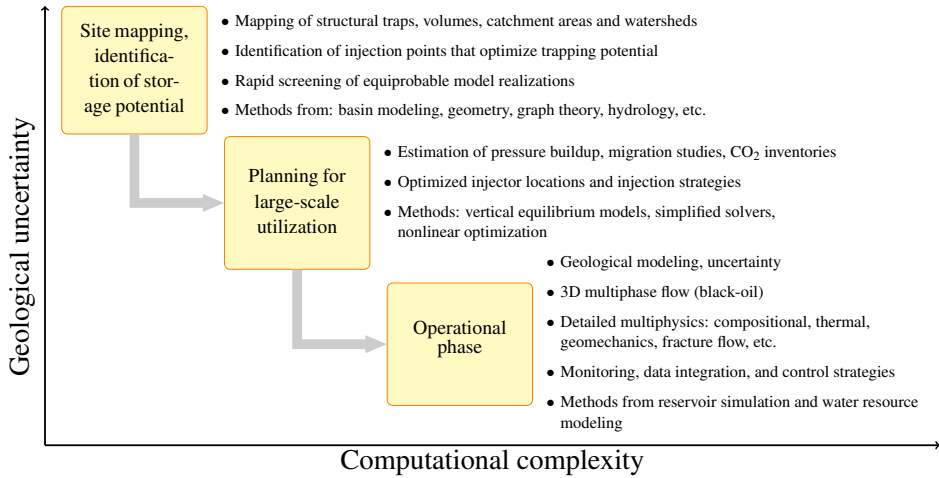 Geological uncertainty
Site mapping,
identifica-
tion of stor-
age potential
• Mapping of structural traps, volumes, catchment areas and watersheds
• Identification of injection points that optimize trapping potential
• Rapid screening of equiprobable model realizations
• Methods from: basin modeling, geometry, graph theory, hydrology, etc.
Planning for
large-scale
utilization
• Estimation of pressure buildup, migration studies, CO₂ inventories
• Optimized injector locations and injection strategies
• Methods: vertical equilibrium models, simplified solvers,
nonlinear optimization
Operational
phase
• Geological modeling, uncertainty
• 3D multiphase flow (black-oil)
• Detailed multiphysics: compositional, thermal,
geomechanics, fracture flow, etc.
• Monitoring, data integration, and control strategies
• Methods from reservoir simulation and water resource
modeling
Computational complexity